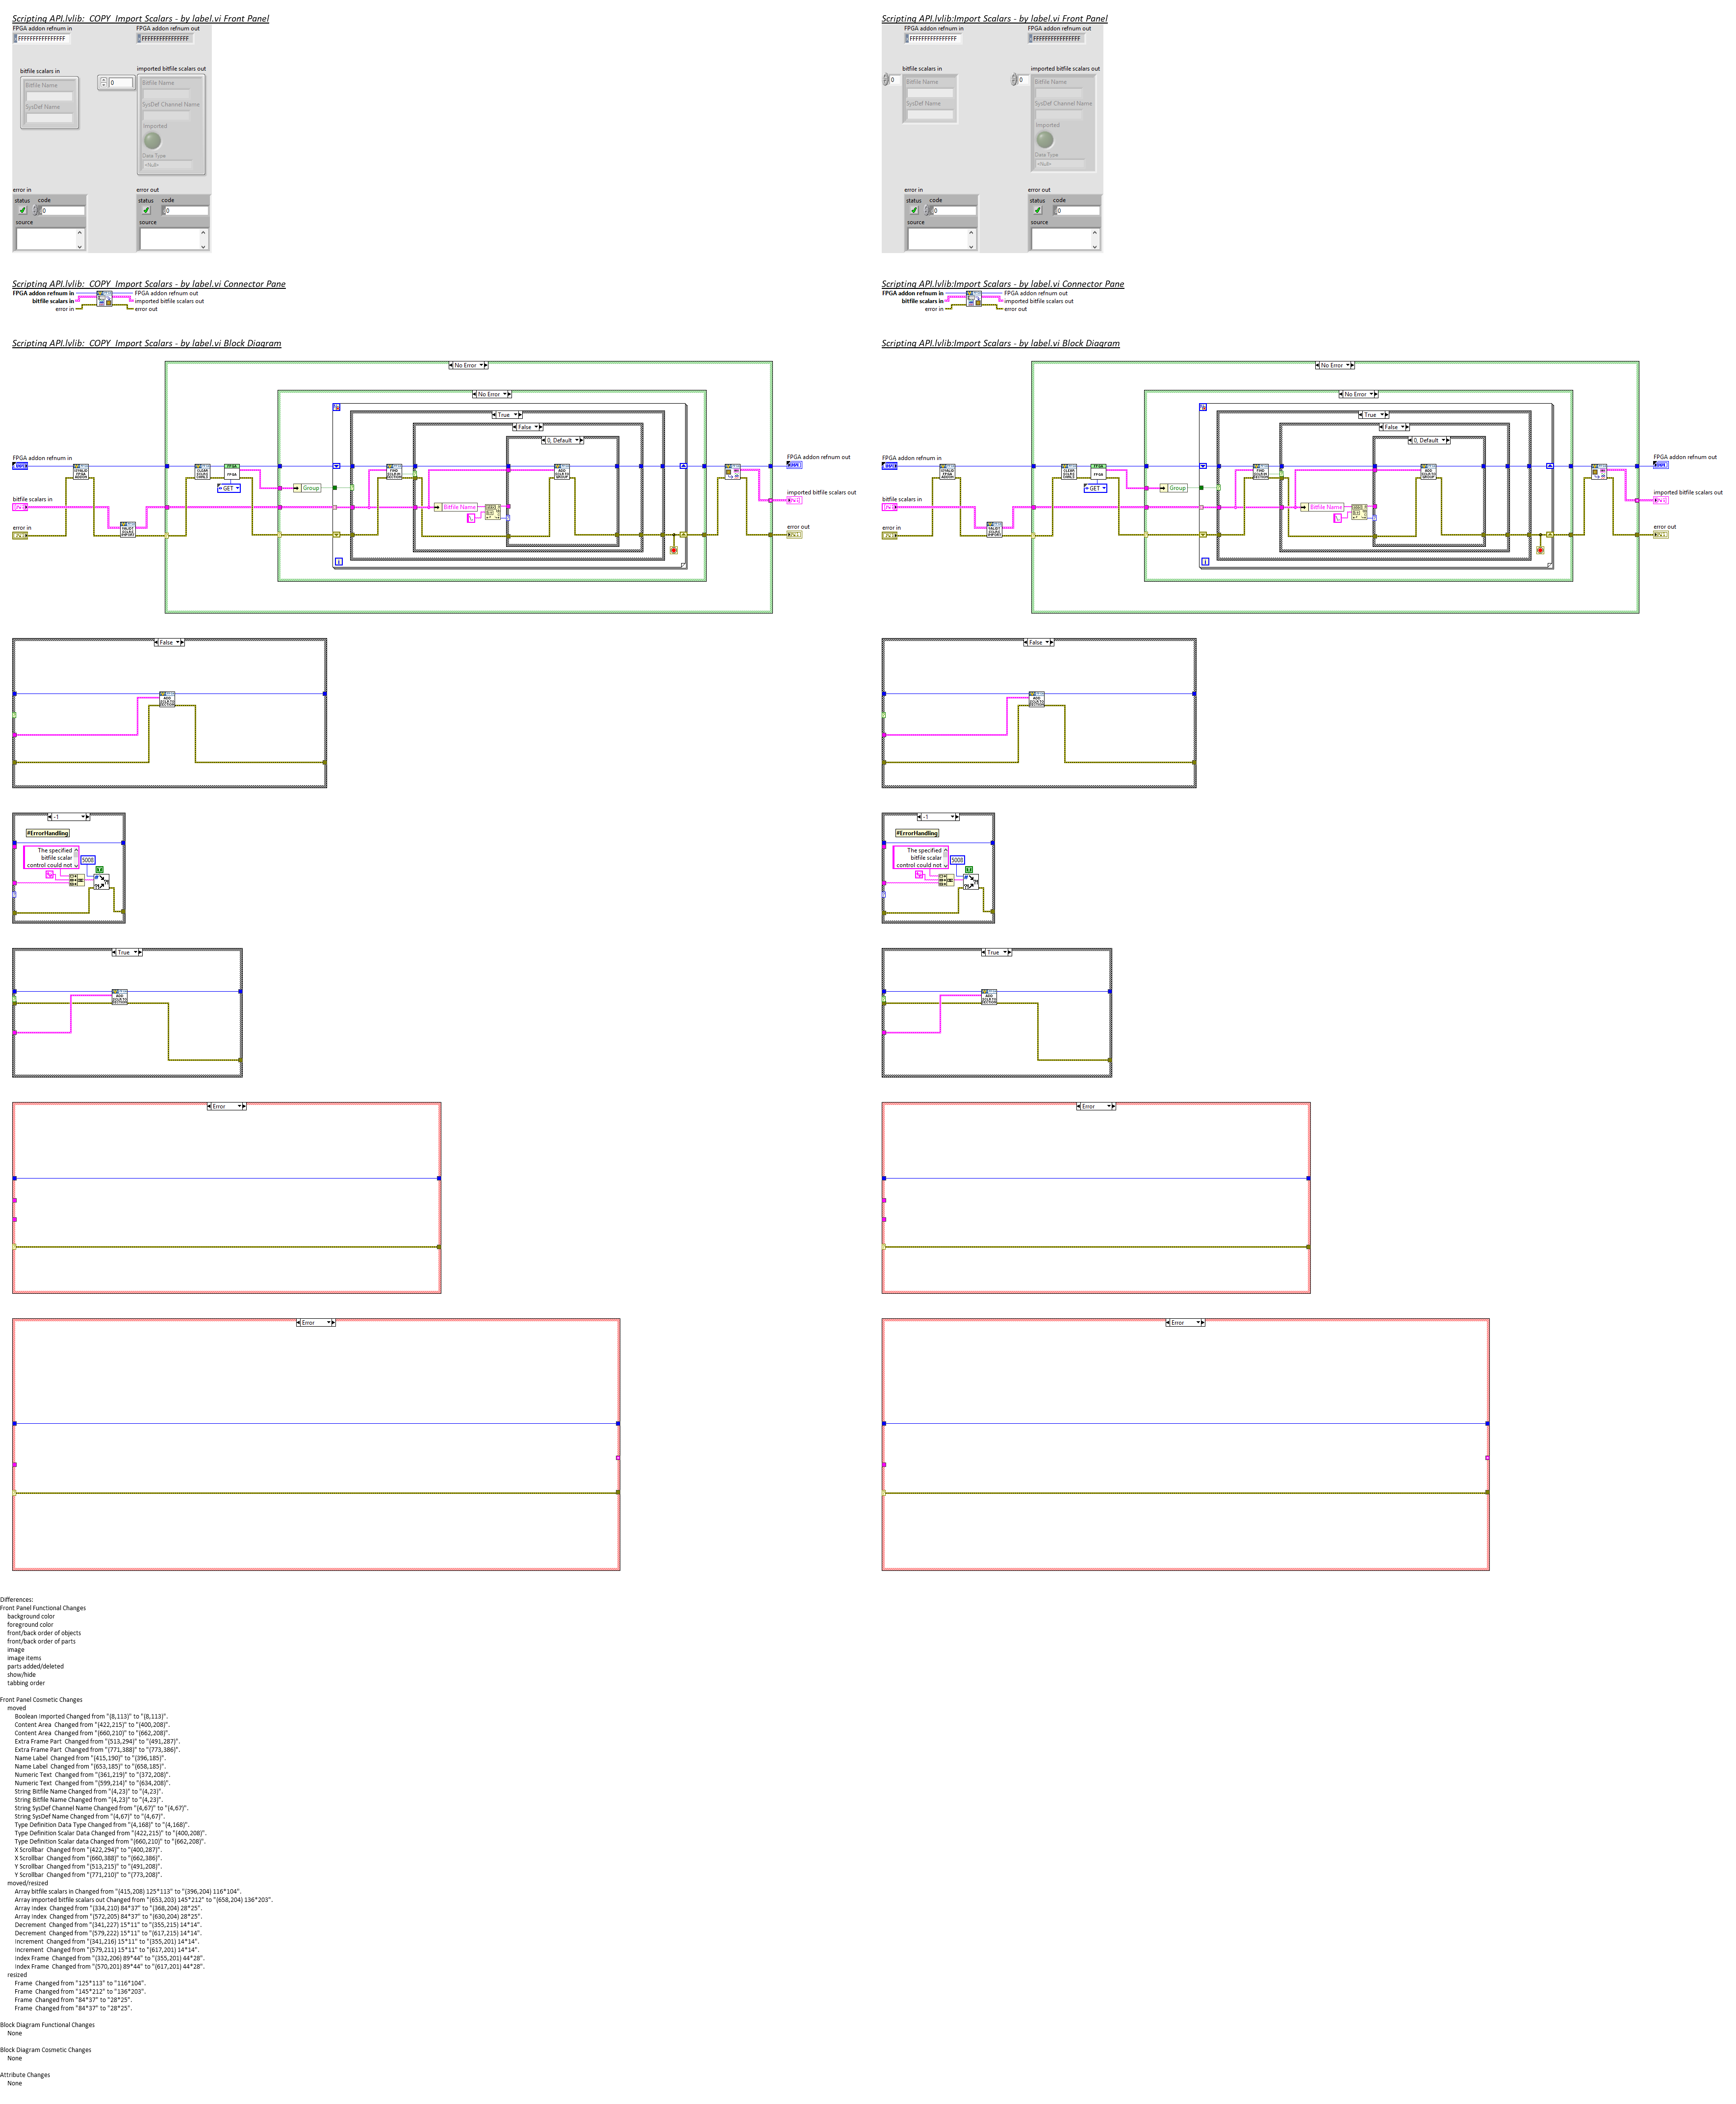 Scripting API.lvlib:  COPY  Import Scalars - by label.vi Front Panel
FPGA addon refnum in
FPGA addon refnum out
FFFFFFFFFFFFFFFF
FFFFFFFFFFFFFFFF
bitfile scalars in
imported bitfile scalars out
Bitfile Name
SysDef Name
0
Bitfile Name
SysDef Channel Name
Imported
Data Type
<Null>
error in
error out
status
code
0
source
status
code
0
source
Scripting API.lvlib:Import Scalars - by label.vi Front Panel
FPGA addon refnum in
FPGA addon refnum out
FFFFFFFFFFFFFFFF
FFFFFFFFFFFFFFFF
bitfile scalars in
imported bitfile scalars out
0
Bitfile Name
SysDef Name
0
Bitfile Name
SysDef Channel Name
Imported
Data Type
<Null>
error in
error out
status
code
0
source
status
code
0
source
Scripting API.lvlib:  COPY  Import Scalars - by label.vi Connector Pane
FPGA addon refnum in
FPGA addon refnum out
bitfile scalars in
imported bitfile scalars out
error in
error out
Scripting API.lvlib:Import Scalars - by label.vi Connector Pane
FPGA addon refnum in
FPGA addon refnum out
bitfile scalars in
imported bitfile scalars out
error in
error out
Scripting API.lvlib:  COPY  Import Scalars - by label.vi Block Diagram
No Error
No Error
True
False
0, Default
FPGA addon refnum in
FPGA addon refnum out
GET
Group
bitfile scalars in
imported bitfile scalars out
Bitfile Name
error in
error out
Scripting API.lvlib:Import Scalars - by label.vi Block Diagram
No Error
No Error
True
False
0, Default
FPGA addon refnum in
FPGA addon refnum out
GET
Group
bitfile scalars in
imported bitfile scalars out
Bitfile Name
error in
error out
False
False
-1
#ErrorHandling
The specified
bitfile scalar
control could not
5008
-1
#ErrorHandling
The specified
bitfile scalar
control could not
5008
True
True
Error
Error
Error
Error
Differences:
Front Panel Functional Changes
background color
foreground color
front/back order of objects
front/back order of parts
image
image items
parts added/deleted
show/hide
tabbing order
Front Panel Cosmetic Changes
moved
Boolean Imported Changed from "(8,113)" to "(8,113)".
Content Area  Changed from "(422,215)" to "(400,208)".
Content Area  Changed from "(660,210)" to "(662,208)".
Extra Frame Part  Changed from "(513,294)" to "(491,287)".
Extra Frame Part  Changed from "(771,388)" to "(773,386)".
Name Label  Changed from "(415,190)" to "(396,185)".
Name Label  Changed from "(653,185)" to "(658,185)".
Numeric Text  Changed from "(361,219)" to "(372,208)".
Numeric Text  Changed from "(599,214)" to "(634,208)".
String Bitfile Name Changed from "(4,23)" to "(4,23)".
String Bitfile Name Changed from "(4,23)" to "(4,23)".
String SysDef Channel Name Changed from "(4,67)" to "(4,67)".
String SysDef Name Changed from "(4,67)" to "(4,67)".
Type Definition Data Type Changed from "(4,168)" to "(4,168)".
Type Definition Scalar Data Changed from "(422,215)" to "(400,208)".
Type Definition Scalar data Changed from "(660,210)" to "(662,208)".
X Scrollbar  Changed from "(422,294)" to "(400,287)".
X Scrollbar  Changed from "(660,388)" to "(662,386)".
Y Scrollbar  Changed from "(513,215)" to "(491,208)".
Y Scrollbar  Changed from "(771,210)" to "(773,208)".
moved/resized
Array bitfile scalars in Changed from "(415,208) 125*113" to "(396,204) 116*104".
Array imported bitfile scalars out Changed from "(653,203) 145*212" to "(658,204) 136*203".
Array Index  Changed from "(334,210) 84*37" to "(368,204) 28*25".
Array Index  Changed from "(572,205) 84*37" to "(630,204) 28*25".
Decrement  Changed from "(341,227) 15*11" to "(355,215) 14*14".
Decrement  Changed from "(579,222) 15*11" to "(617,215) 14*14".
Increment  Changed from "(341,216) 15*11" to "(355,201) 14*14".
Increment  Changed from "(579,211) 15*11" to "(617,201) 14*14".
Index Frame  Changed from "(332,206) 89*44" to "(355,201) 44*28".
Index Frame  Changed from "(570,201) 89*44" to "(617,201) 44*28".
resized
Frame  Changed from "125*113" to "116*104".
Frame  Changed from "145*212" to "136*203".
Frame  Changed from "84*37" to "28*25".
Frame  Changed from "84*37" to "28*25".
Block Diagram Functional Changes
None
Block Diagram Cosmetic Changes
None
Attribute Changes
None